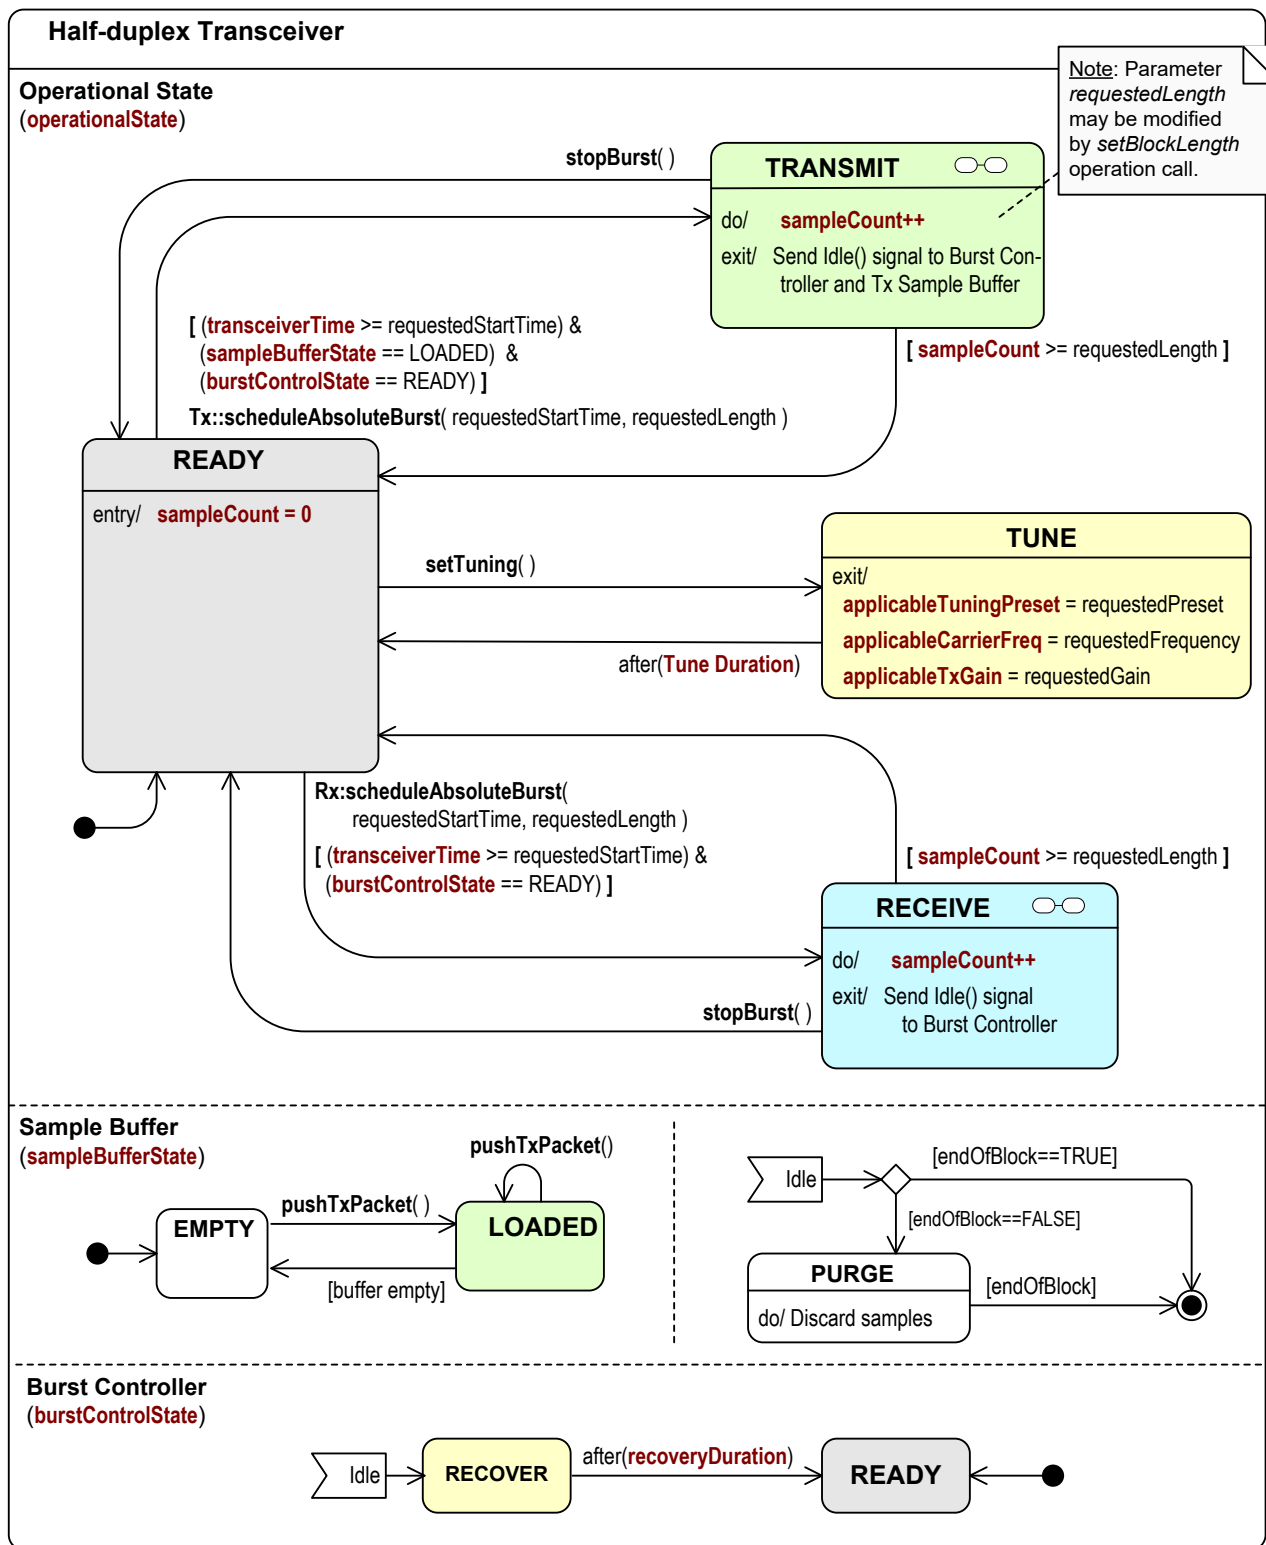 Half-duplex Transceiver
Note: Parameter
requestedLength
may be modified
by setBlockLength
operation call.
Operational State
(operationalState)
stopBurst( )
TRANSMIT
do/ sampleCount++
exit/ Send Idle() signal to Burst Con-
troller and Tx Sample Buffer
[ (transceiverTime >= requestedStartTime) &
(sampleBufferState == LOADED) &
(burstControlState == READY) ]
Tx::scheduleAbsoluteBurst( requestedStartTime, requestedLength )
[ sampleCount >= requestedLength ]
READY
entry/ sampleCount = 0
setTuning( )
after(Tune Duration)
TUNE
exit/
applicableTuningPreset = requestedPreset
applicableCarrierFreq = requestedFrequency
applicableTxGain = requestedGain
Rx:scheduleAbsoluteBurst(
requestedStartTime, requestedLength )
[ (transceiverTime >= requestedStartTime) &
(burstControlState == READY) ]
[ sampleCount >= requestedLength ]
RECEIVE
do/ sampleCount++
exit/ Send Idle() signal
to Burst Controller
stopBurst( )
Sample Buffer
(sampleBufferState)
pushTxPacket()
pushTxPacket( )
EMPTY
LOADED
[buffer empty]
Idle
[endOfBlock==TRUE]
[endOfBlock==FALSE]
PURGE
do/ Discard samples
[endOfBlock]
Burst Controller
(burstControlState)
Idle
RECOVER
after(recoveryDuration)
READY